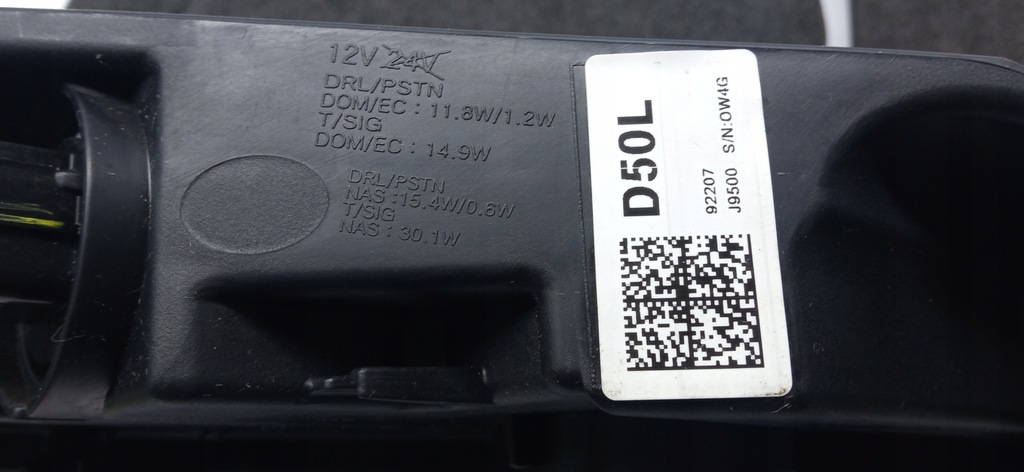 12V 24V
DRL/PSTN
DOM/EC : 11.8W/1.2W
T/SIG
DOM/EC : 14.9W
DRL/PSTN
NAS :15.4W/0.6W
T/SIG
NAS : 30.1W
D50L
92207
J9500 S/N:0W4G